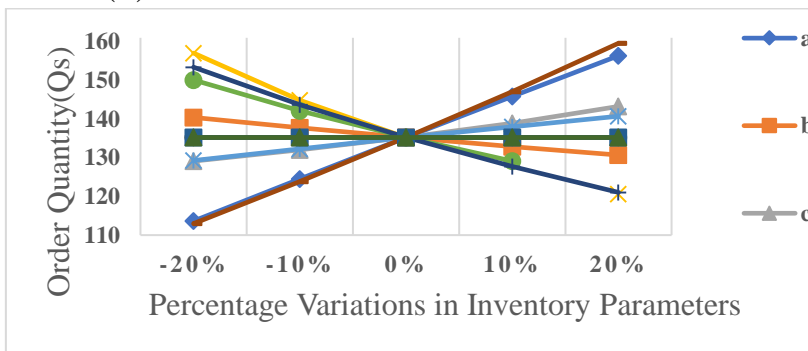 Order Quantity(Qs)
160
150
140
130
120
110
-20%
-10%
0%
10%
20%
Percentage Variations in Inventory Parameters
a
b
c